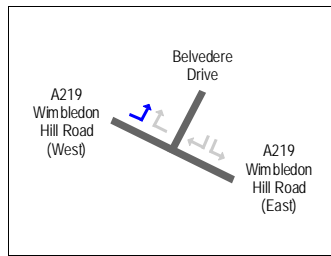 Belvedere
Drive
A219
Wimbledon
Hill Road
(West)
A219
Wimbledon
Hill Road
(East)